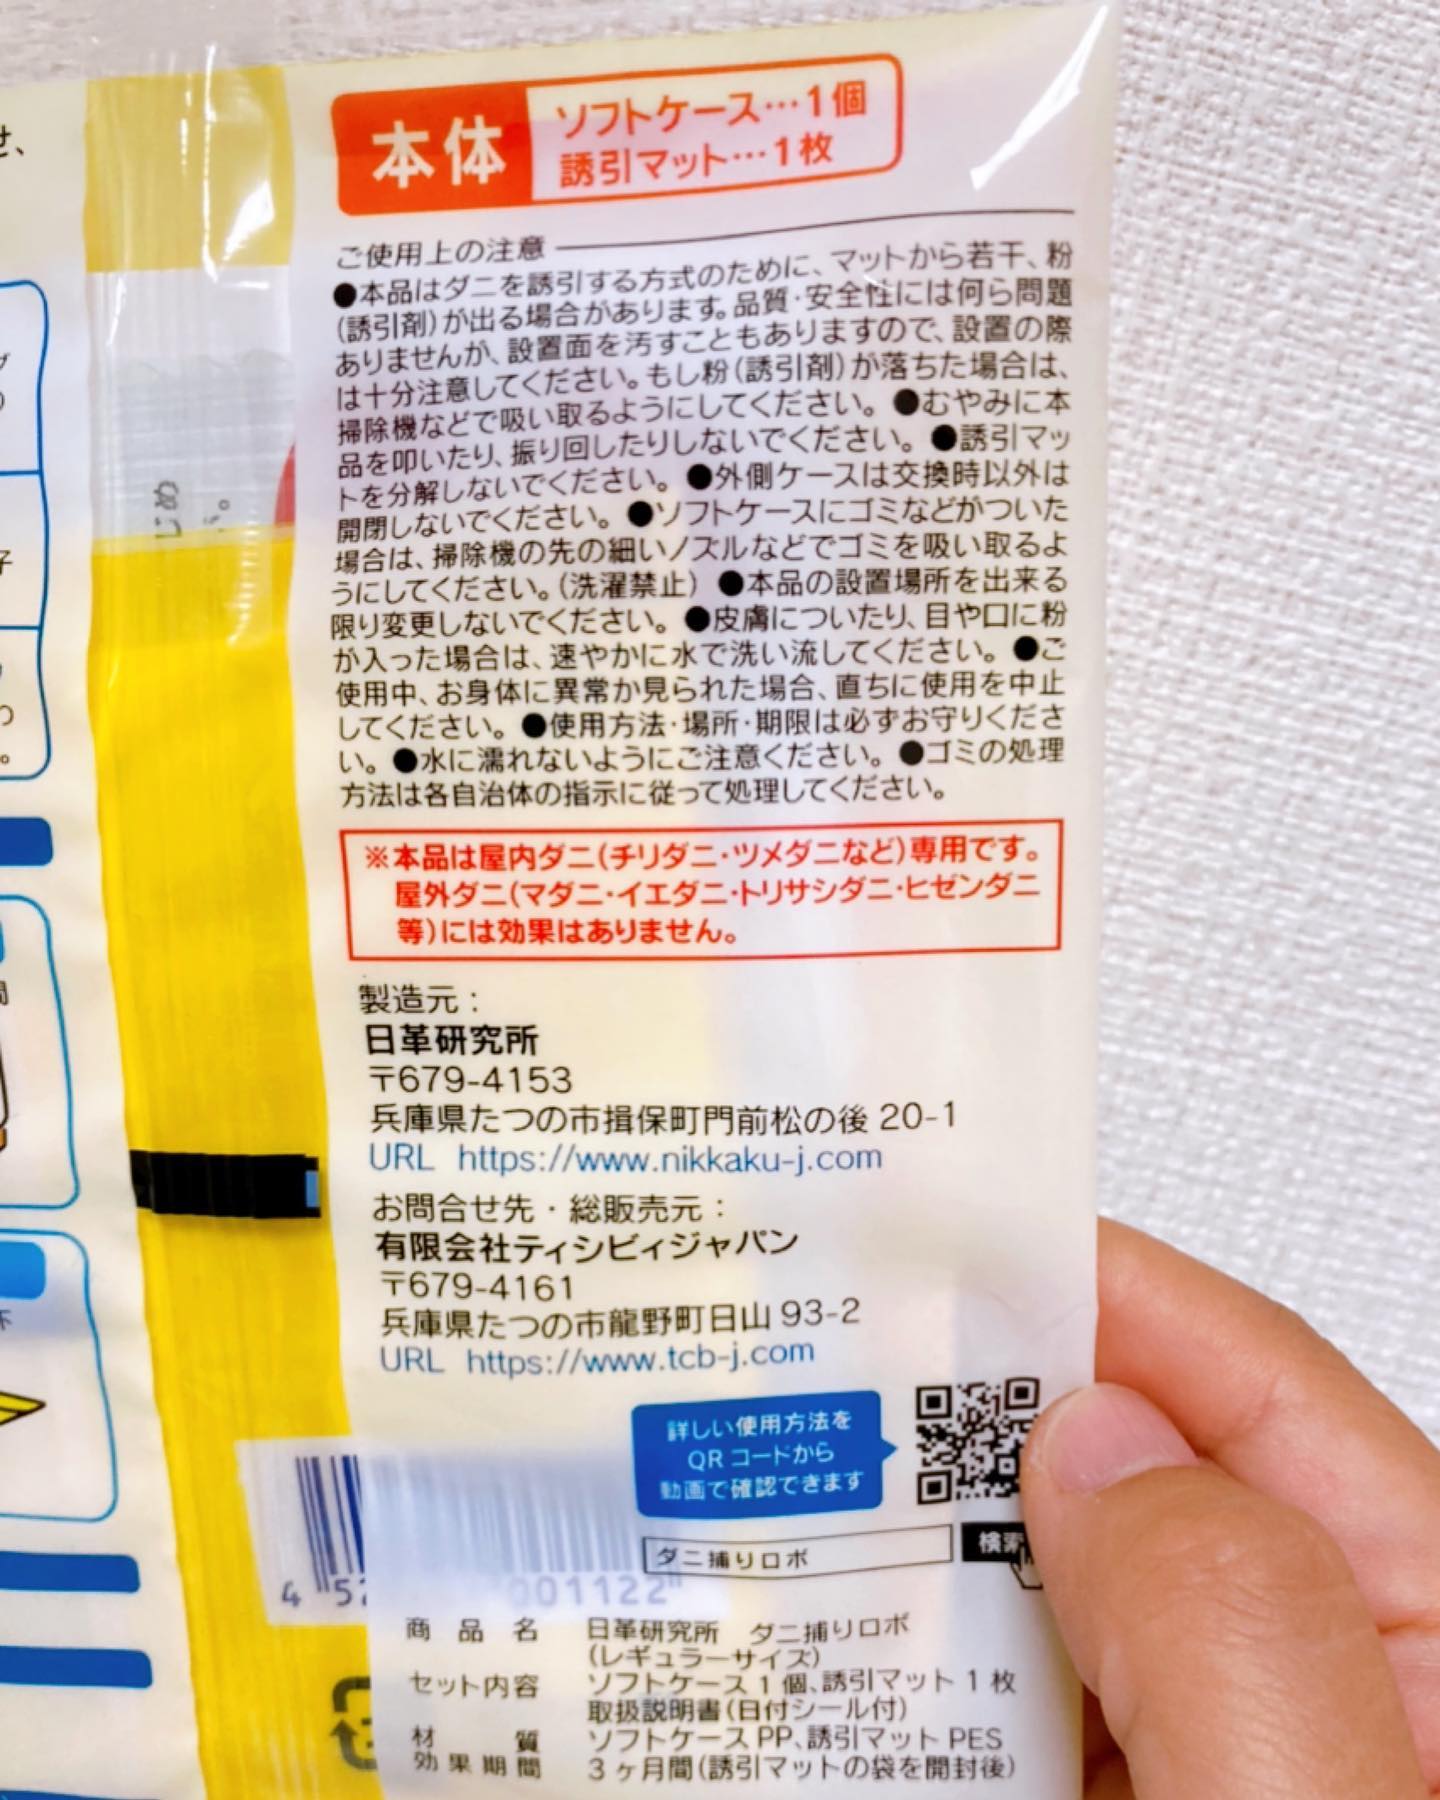 本体
ソフトケース…1個
誘引マット…1枚
ご使用上の注意
●本品はダニを誘引する方式のために、マットから若干、粉
(誘引剤)が出る場合があります。品質・安全性には何ら問題
ありませんが、設置面を汚すこともありますので、設置の際
は十分注意してください。もし粉(誘引剤)が落ちた場合は、
掃除機などで吸い取るようにしてください。●むやみに本
品を叩いたり、振り回したりしないでください。●誘引マッ
トを分解しないでください。●外側ケースは交換時以外は
開閉しないでください。●ソフトケースにゴミなどがついた
場合は、掃除機の先の細いノズルなどでゴミを吸い取るよ
うにしてください。(洗濯禁止)●本品の設置場所を出来る
限り変更しないでください。●皮膚についたり、目や口に粉
が入った場合は、速やかに水で洗い流してください。●ご
使用中、お身体に異常が見られた場合、直ちに使用を中止
してください。●使用方法・場所・期限は必ずお守りくださ
い。●水に濡れないようにご注意ください。●ゴミの処理
方法は各自治体の指示に従って処理してください。
※本品は屋内ダニ(チリダニ・ツメダニなど)専用です。
屋外ダニ(マダニ・イエダニ・トリサシダニ・ヒゼンダニ
等)には効果はありません。
製造元:
日革研究所
〒679-4153
兵庫県たつの市揖保町門前松の後 20-1
URL https://www.nikkaku-j.com
お問合せ先・総販売元:
有限会社ティシビィジャパン
〒679-4161
兵庫県たつの市龍野町日山 93-2
URL https://www.tcb-j.com
詳しい使用方法を
QRコードから
動画で確認できます
ダニ捕りロボ
検索
4 52 001122
商品名 日革研究所 ダニ捕りロボ
(レギュラーサイズ)
セット内容 ソフトケース1個、誘引マット1枚
取扱説明書(日付シール付)
材質 ソフトケースPP、誘引マットPES
効果期間 3ヶ月間(誘引マットの袋を開封後)